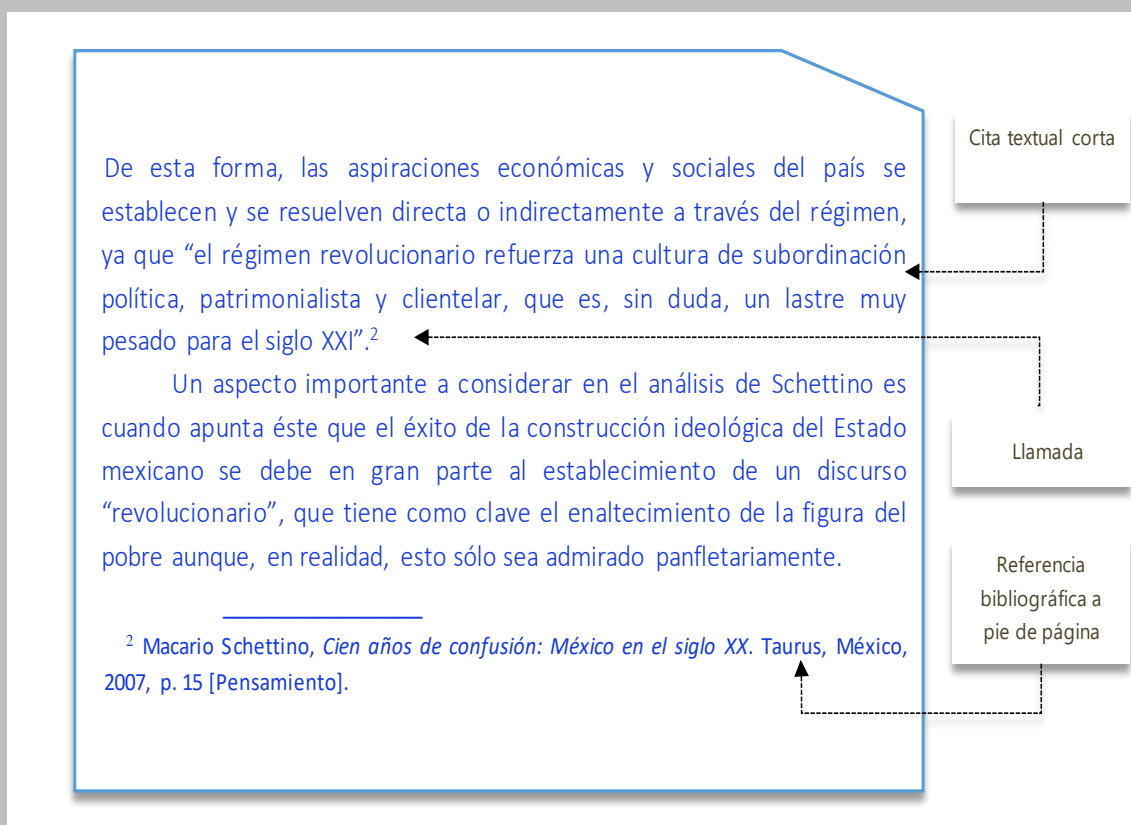 De esta forma, las aspiraciones económicas y sociales del país se
establecen y se resuelven directa o indirectamente a través del régimen,
ya que “el régimen revolucionario refuerza una cultura de subordinación
política, patrimonialista y clientelar, que es, sin duda, un lastre muy
pesado para el siglo XXI”.²
Un aspecto importante a considerar en el análisis de Schettino es
cuando apunta éste que el éxito de la construcción ideológica del Estado
mexicano se debe en gran parte al establecimiento de un discurso
“revolucionario”, que tiene como clave el enaltecimiento de la figura del
pobre aunque, en realidad, esto sólo sea admirado panfletariamente.
² Macario Schettino, Cien años de confusión: México en el siglo XX. Taurus, México,
2007, p. 15 [Pensamiento].
Cita textual corta
Llamada
Referencia
bibliográfica a
pie de página